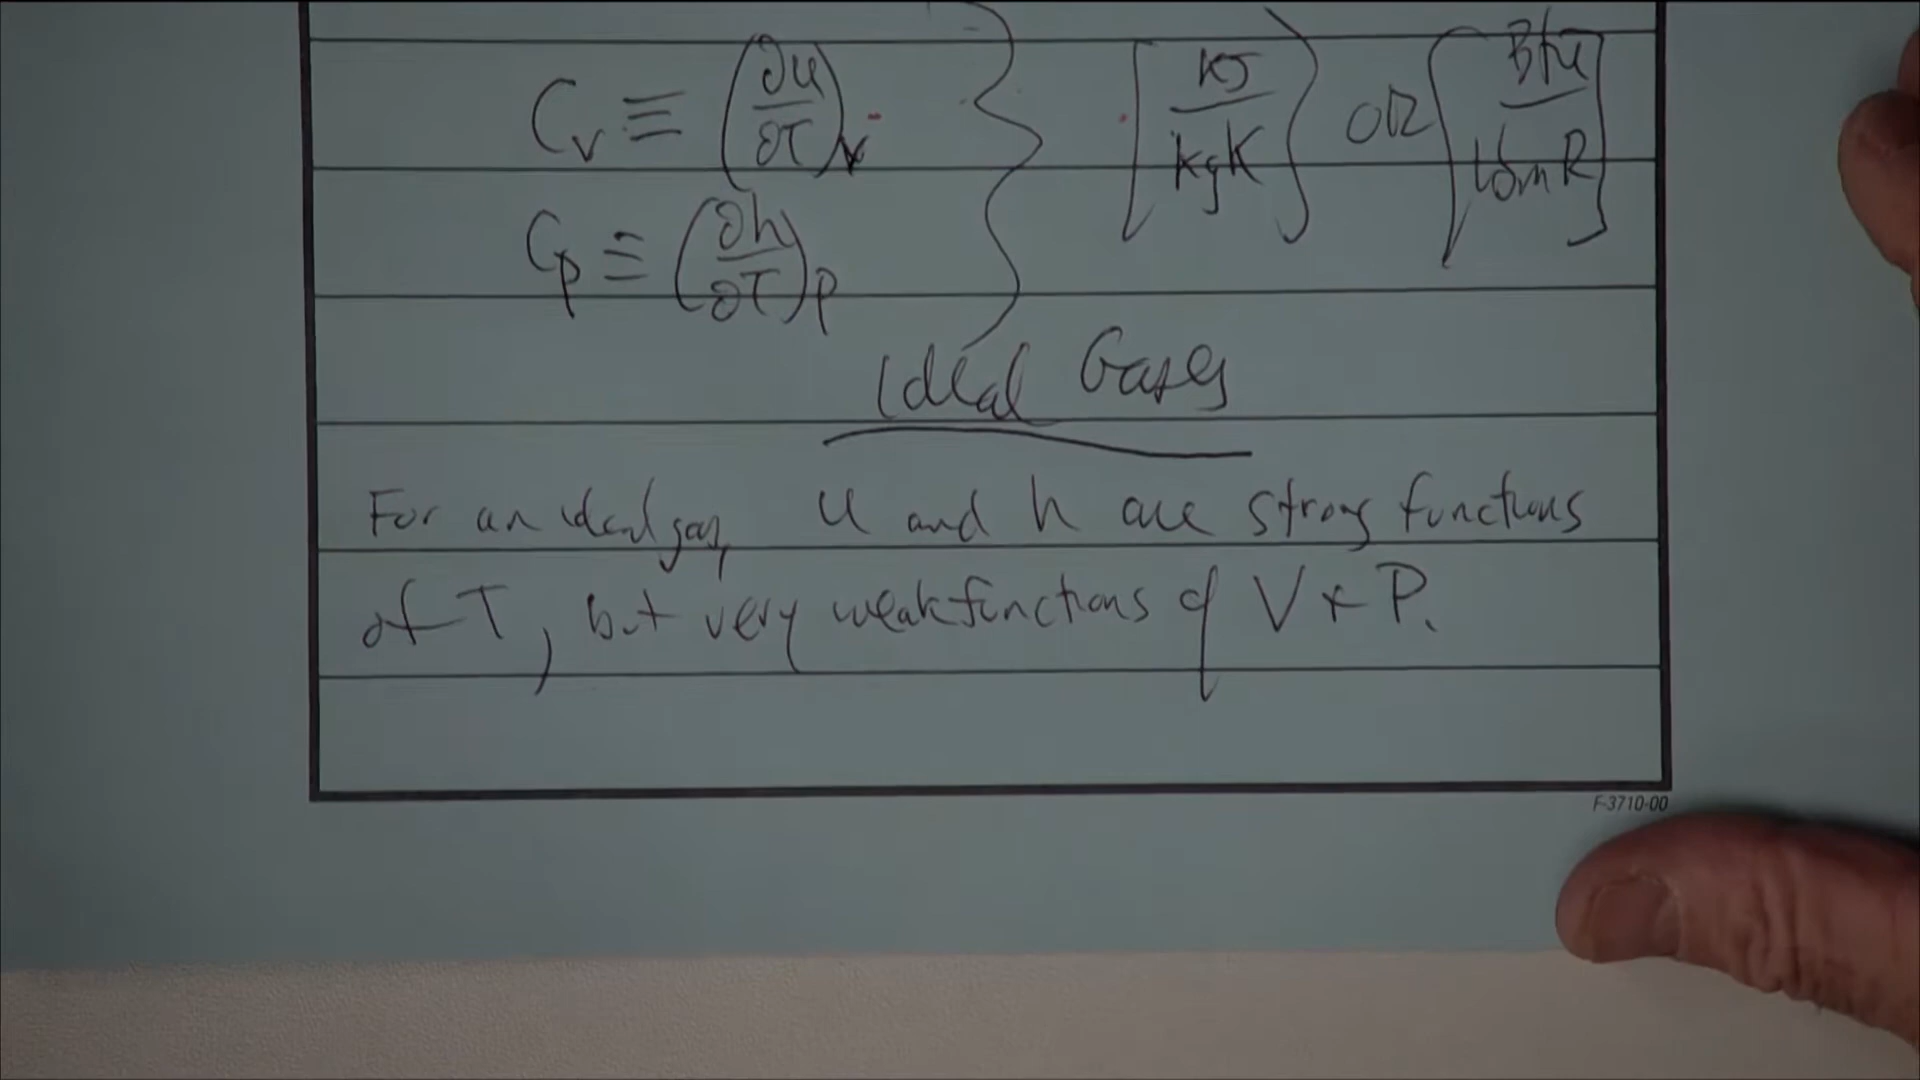 Cv ≡ (∂u/∂T)v [KJ/KgK] OR [Btu/lbm R]
Cp ≡ (∂h/∂T)p
Ideal Gases
For an ideal gas, u and h are strong functions
of T, but very weak functions of V + P.
F-3710-00